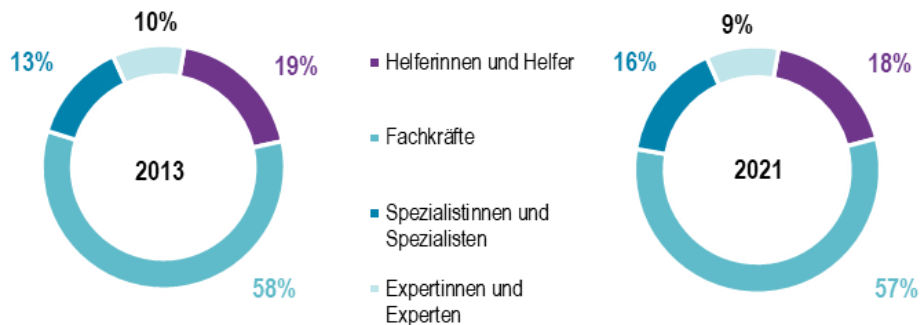 10%
13%
19%
2013
58%
Helferinnen und Helfer
Fachkräfte
Spezialistinnen und
Spezialisten
Expertinnen und
Experten
9%
16%
18%
2021
57%